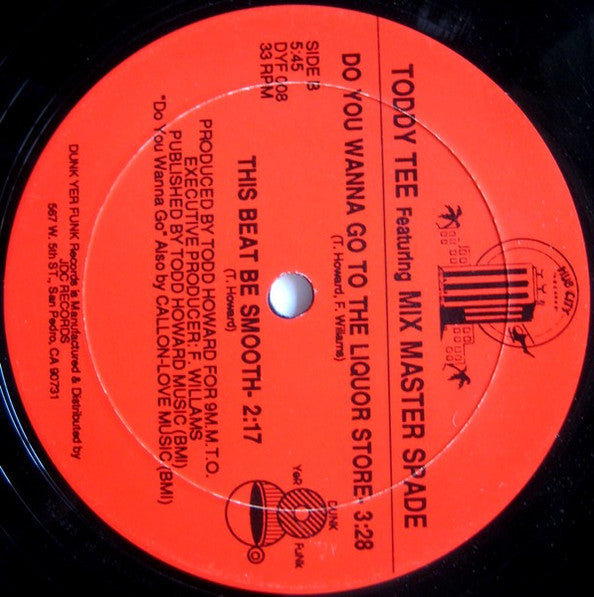 HUB CITY
TODDY TEE Featuring MIX MASTER SPADE
DO YOU WANNA GO TO THE LIQUOR STORE- 3:28
(T. Howard, F. Williams)
SIDE B
5:45
DYF 008
33 RPM
THIS BEAT BE SMOOTH- 2:17
(T. Howard)
DUNK
YER
FUNK
PRODUCED BY TODD HOWARD FOR 9M.M.T.O.
EXECUTIVE PRODUCER: F. WILLIAMS
PUBLISHED BY TODD HOWARD MUSIC (BMI)
"Do You Wanna Go" Also by CALLON-LOVE MUSIC (BMI)
DUNK YER FUNK Records is Manufactured & Distributed by
JDC RECORDS
567 W. 5th ST., San Pedro, CA 90731